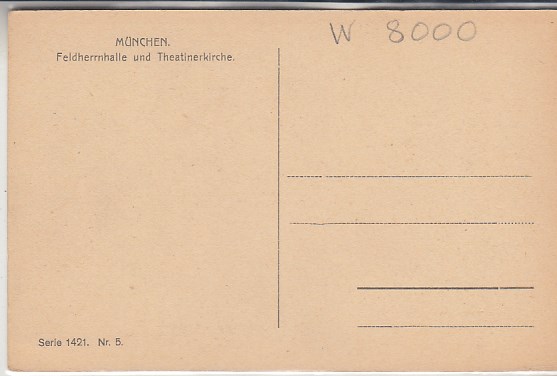 MÜNCHEN.
Feldherrnhalle und Theatinerkirche.
W 8000
Serie 1421. Nr. 5.